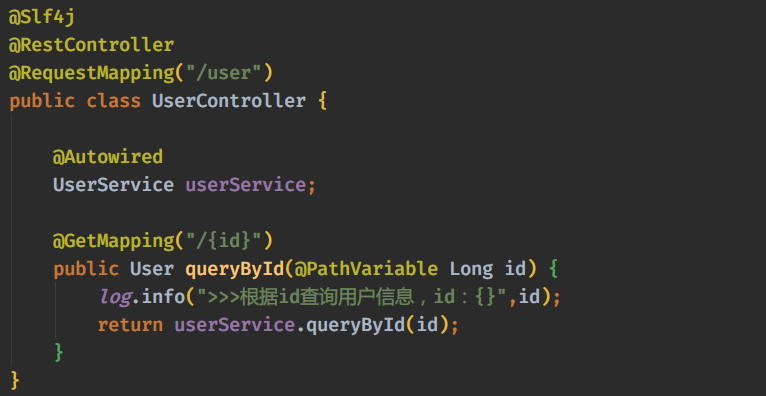 @Slf4j
@RestController
@RequestMapping("/user")
public class UserController {
@Autowired
UserService userService;
@GetMapping("/{id}")
public User queryById(@PathVariable Long id) {
log.info(">>>根据id查询用户信息，id：{}",id);
return userService.queryById(id);
}
}